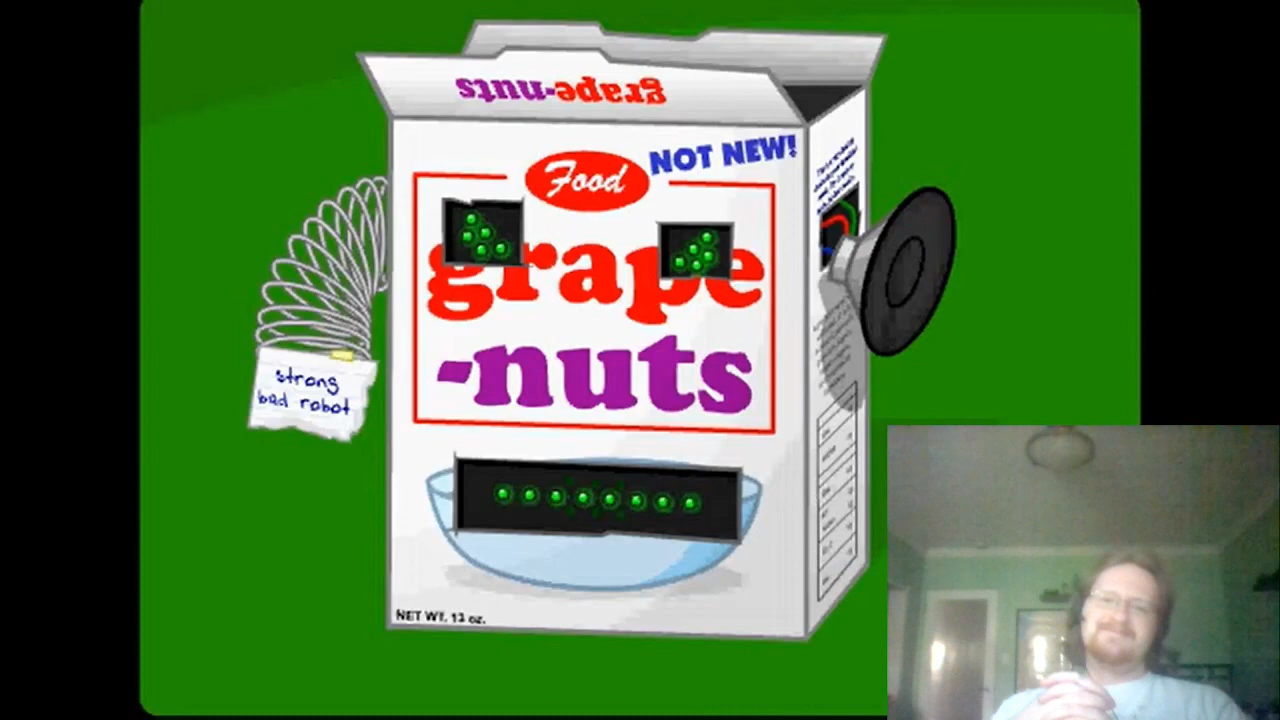 grape-nuts
NOT NEW!
Food
grape
-nuts
strong
bad robot
NET WT. 13 oz.